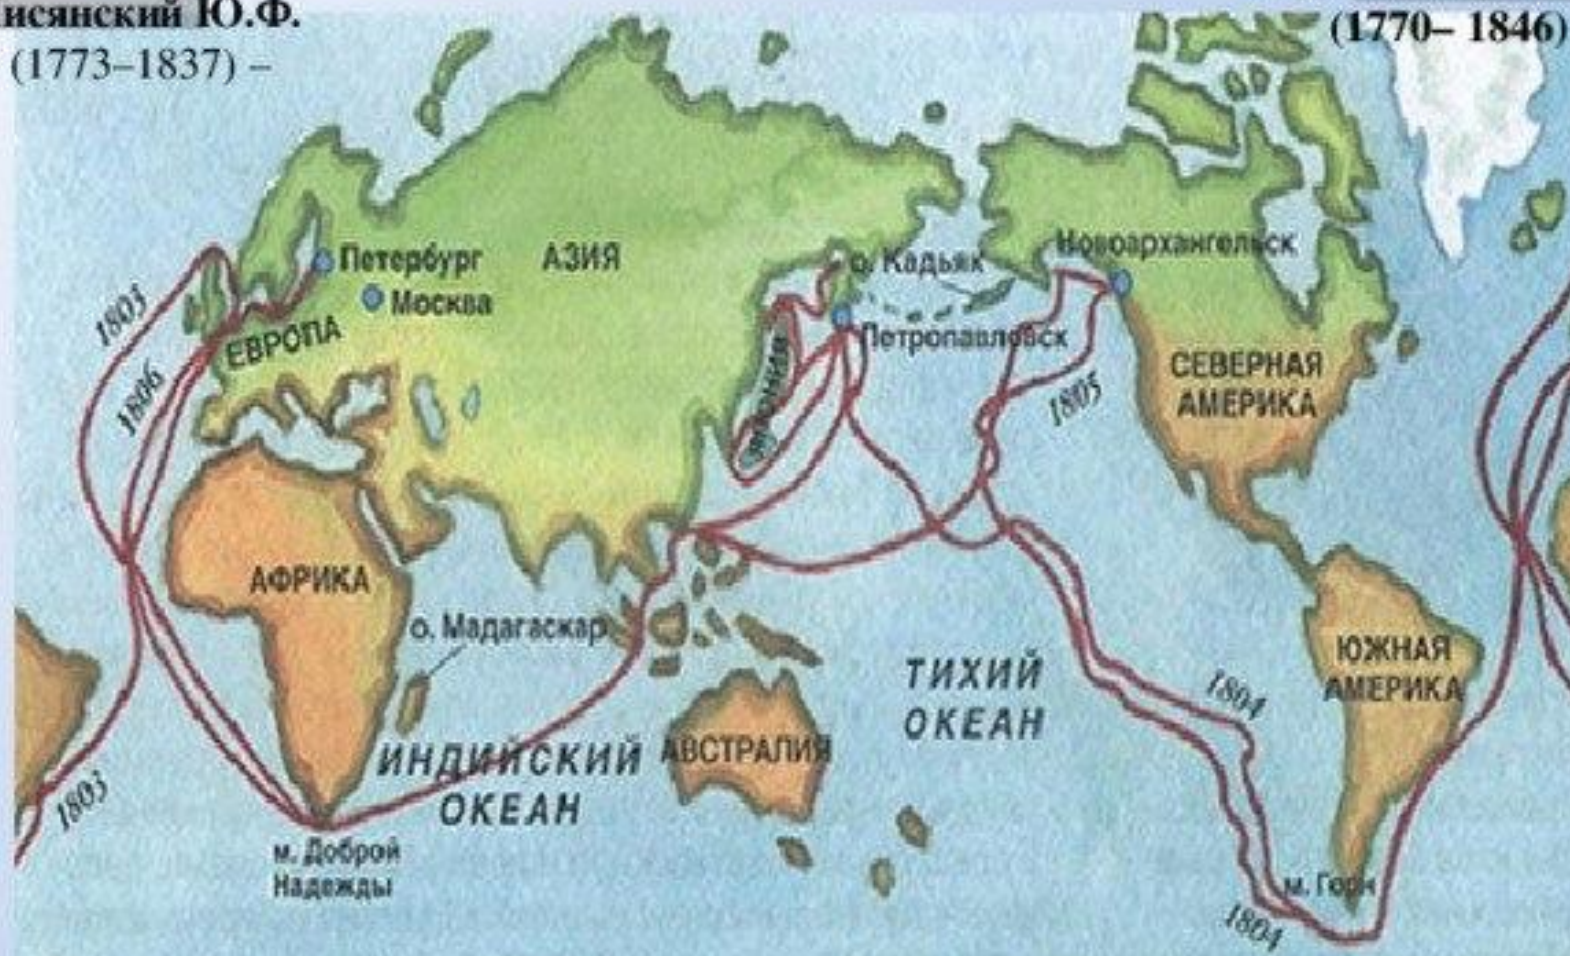 исянский Ю.Ф.
(1773–1837) –
(1770– 1846)
1803
1806
Петербург
Москва
ЕВРОПА
АЗИЯ
о. Кадьяк
Новоархангельск
Петропавловск
ЯПОНИЯ
1805
СЕВЕРНАЯ
АМЕРИКА
АФРИКА
о. Мадагаскар
ИНДИЙСКИЙ
ОКЕАН
АВСТРАЛИЯ
ТИХИЙ
ОКЕАН
1804
ЮЖНАЯ
АМЕРИКА
1803
м. Доброй
Надежды
м. Горн
1804